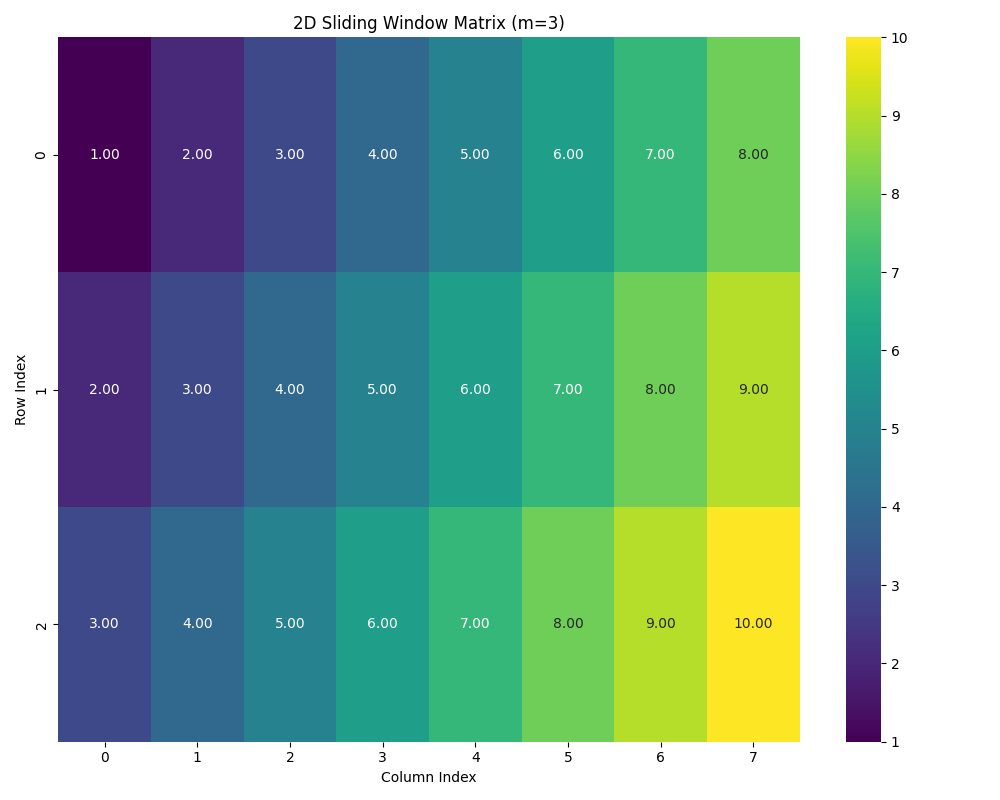 2D Sliding Window Matrix (m=3)
1.00 2.00 3.00 4.00 5.00 6.00 7.00 8.00
2.00 3.00 4.00 5.00 6.00 7.00 8.00 9.00
3.00 4.00 5.00 6.00 7.00 8.00 9.00 10.00
0
1
2
Row Index
0 1 2 3 4 5 6 7
Column Index
10
9
8
7
6
5
4
3
2
1